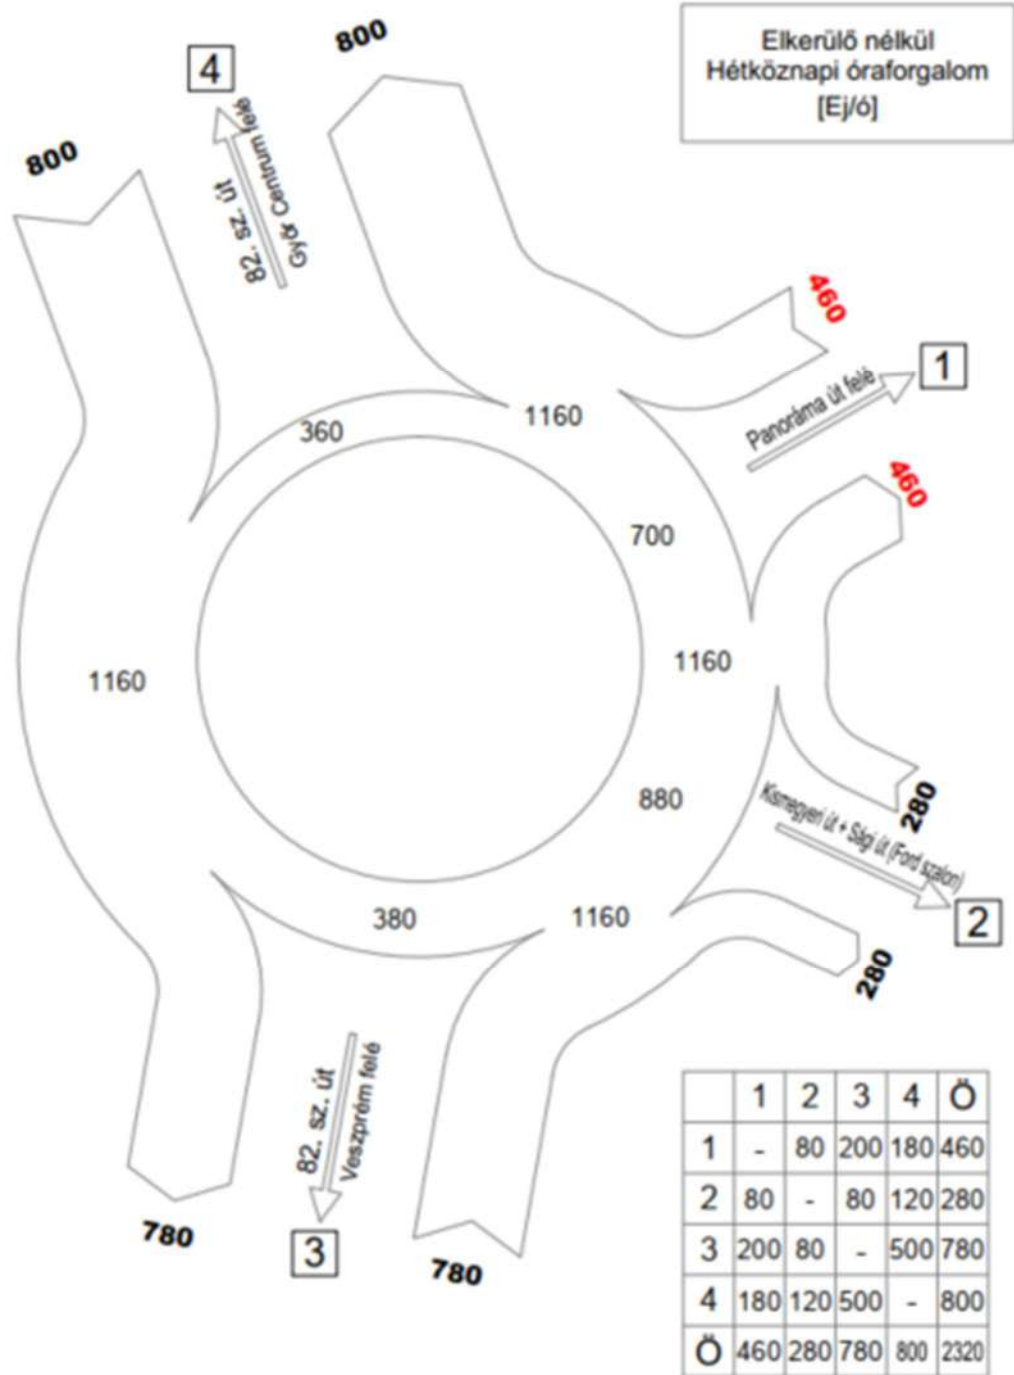 Elkerülő nélkül
Hétköznapi óraforgalom
[Ej/ó]
800
4
800
82. sz. út
Győr Centrum felé
460
1
Panoráma út felé
460
360
1160
700
1160
1160
880
280
Kismegyeri út + Sági út (Ford szalon)
2
280
380
1160
82. sz. út
Veszprém felé
780
3
780
1 2 3 4 Ö
1 - 80 200 180 460
2 80 - 80 120 280
3 200 80 - 500 780
4 180 120 500 - 800
Ö 460 280 780 800 2320